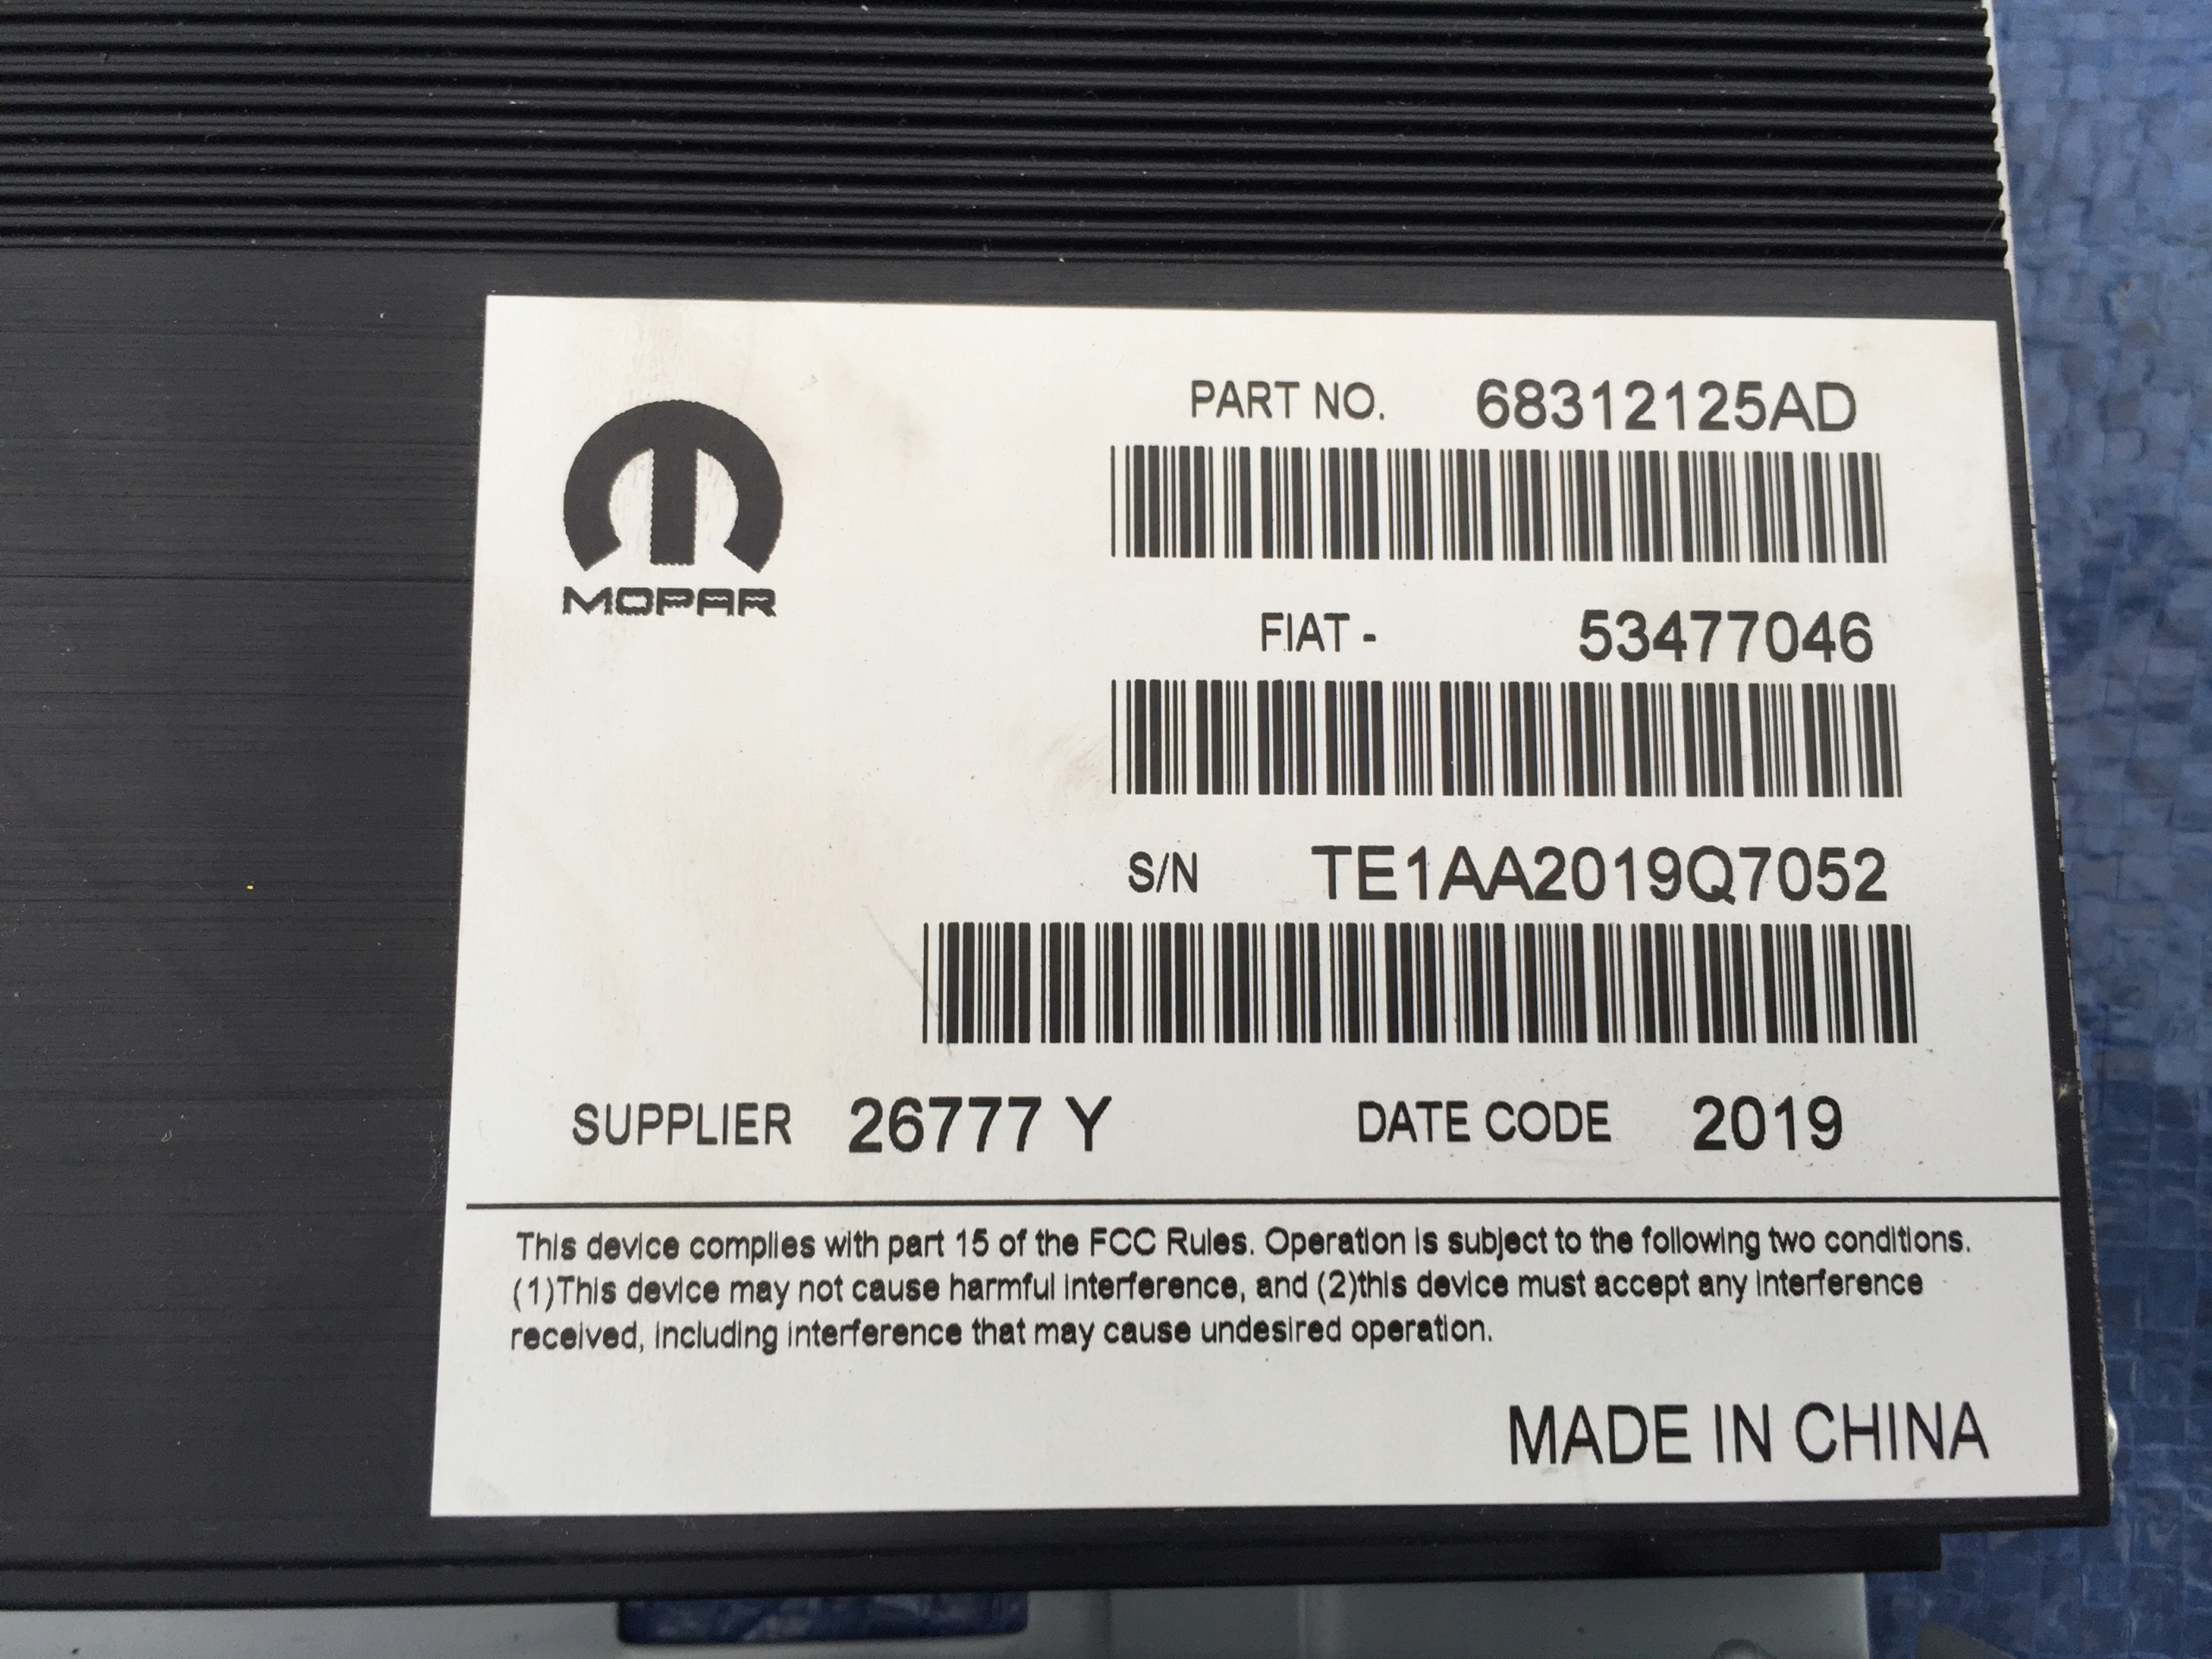 PART NO. 68312125AD
MOPAR
FIAT - 53477046
S/N TE1AA2019Q7052
SUPPLIER 26777 Y DATE CODE 2019
This device complies with part 15 of the FCC Rules. Operation is subject to the following two conditions.
(1)This device may not cause harmful interference, and (2)this device must accept any interference
received, including interference that may cause undesired operation.
MADE IN CHINA